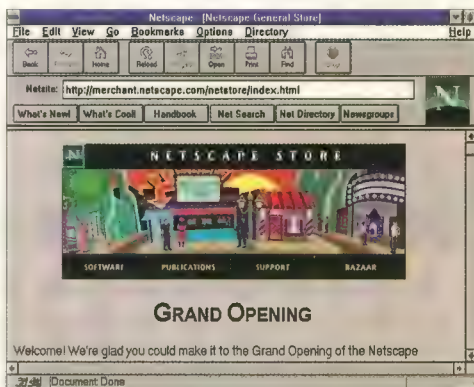 Netscape - [Netscape General Store]
File Edit View Go Bookmarks Options Directory Help
Back Home Reload Open Print Find
Netsite: http://merchant.netscape.com/netstore/index.html
What's New! What's Cool! Handbook Net Search Net Directory Newsgroups
N
NETSCAPE STORE
SOFTWARE PUBLICATIONS SUPPORT BAZAAR
GRAND OPENING
Welcome! We're glad you could make it to the Grand Opening of the Netscape
Document: Done